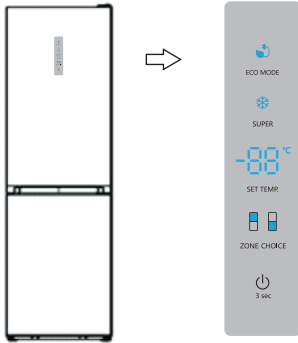 ECO MODE
SUPER
-88°C
SET TEMP.
ZONE CHOICE
3 sec